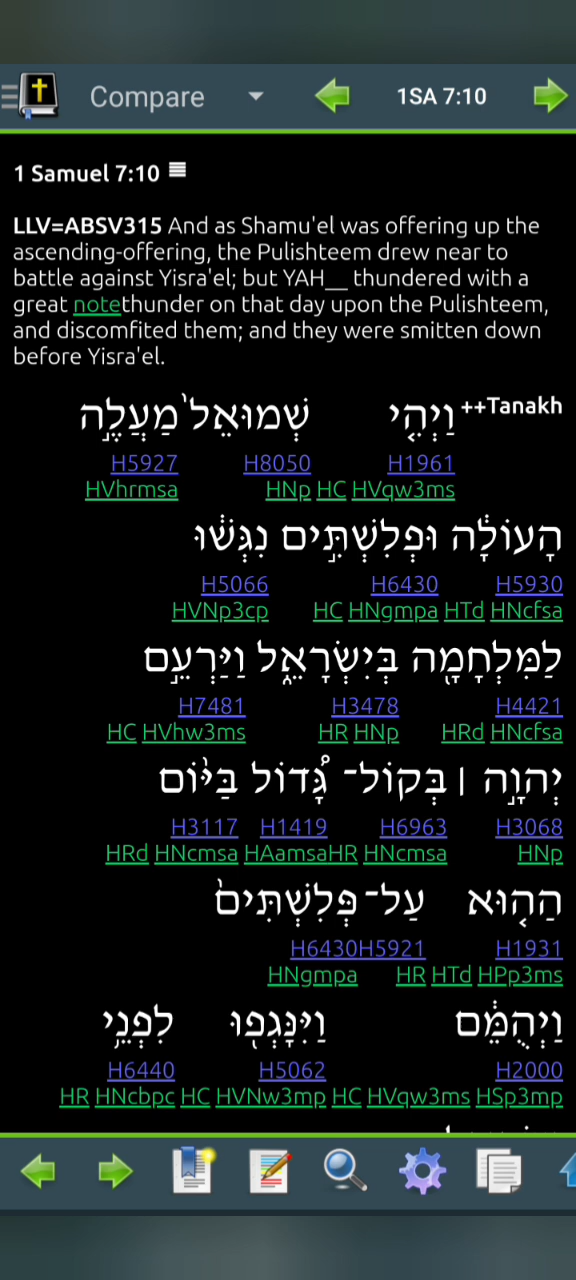 Compare
1SA 7:10
1 Samuel 7:10
LLV=ABSV315 And as Shamu'el was offering up the
ascending-offering, the Pulishteem drew near to
battle against Yisra'el; but YAH__ thundered with a
great notethunder on that day upon the Pulishteem,
and discomfited them; and they were smitten down
before Yisra'el.
++Tanakh וַיְהִ֤י שְׁמוּאֵל֙ מַעֲלֶ֣ה
H5927 H8050 H1961
HVhrmsa HNp HC HVqw3ms
הָעוֹלָ֔ה וּפְלִשְׁתִּ֣ים נִגְּשׁ֔וּ
H5066 H6430 H5930
HVNp3cp HC HNgmpa HTd HNcfsa
לַמִּלְחָמָ֖ה בְּיִשְׂרָאֵ֑ל וַיַּרְעֵ֣ם
H7481 H3478 H4421
HC HVhw3ms HR HNp HRd HNcfsa
יְהוָ֣ה ׀ בְּקוֹל־ גָּ֠דוֹל בַּיּ֨וֹם
H3117 H1419 H6963 H3068
HRd HNcmsa HAamsaHR HNcmsa HNp
הַה֤וּא עַל־ פְּלִשְׁתִּים֙
H6430H5921 H1931
HNgmpa HR HTd HPp3ms
וַיְהֻמֵּ֔ם וַיִּנָּגְפ֖וּ לִפְנֵ֥י
H6440 H5062 H2000
HR HNcbpc HC HVNw3mp HC HVqw3ms HSp3mp